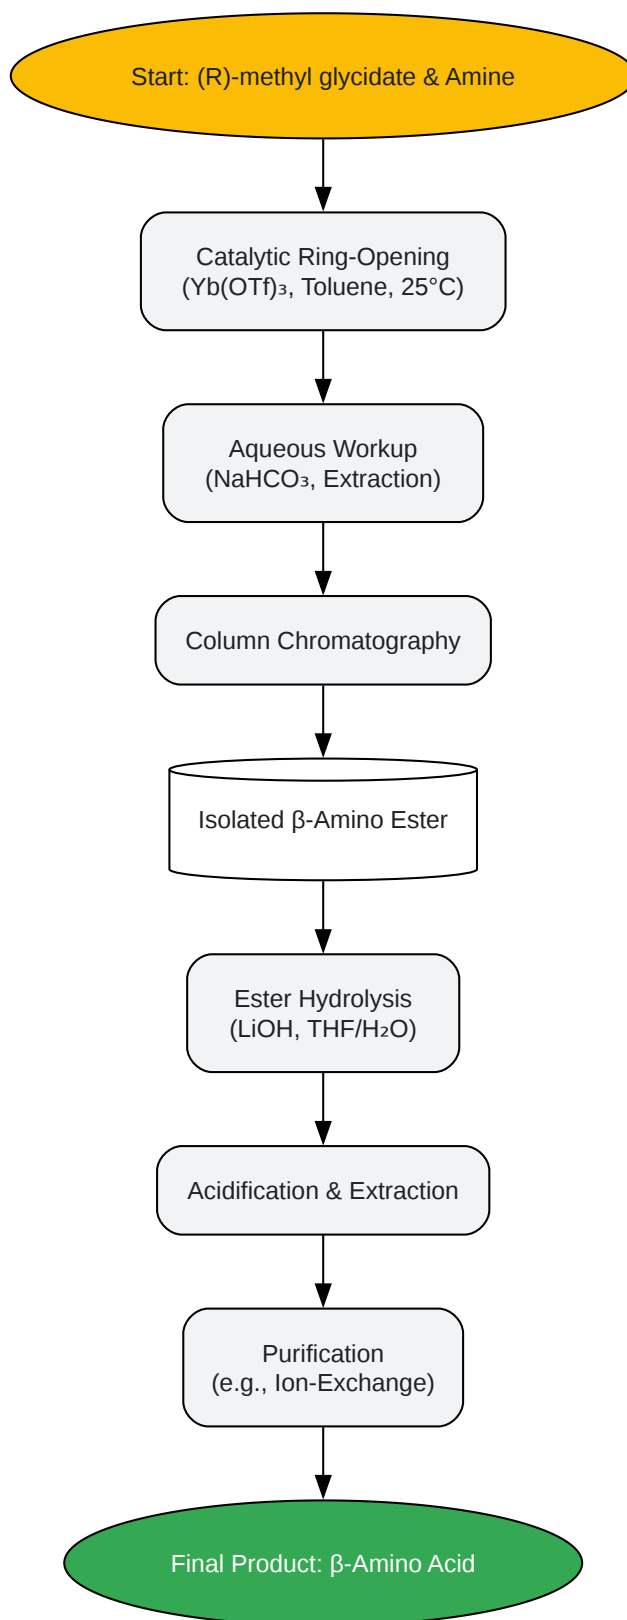 Start: (R)-methyl glycidate & Amine
Catalytic Ring-Opening
(Yb(OTf)₃, Toluene, 25°C)
Aqueous Workup
(NaHCO₃, Extraction)
Column Chromatography
Isolated β-Amino Ester
Ester Hydrolysis
(LiOH, THF/H₂O)
Acidification & Extraction
Purification
(e.g., Ion-Exchange)
Final Product: β-Amino Acid